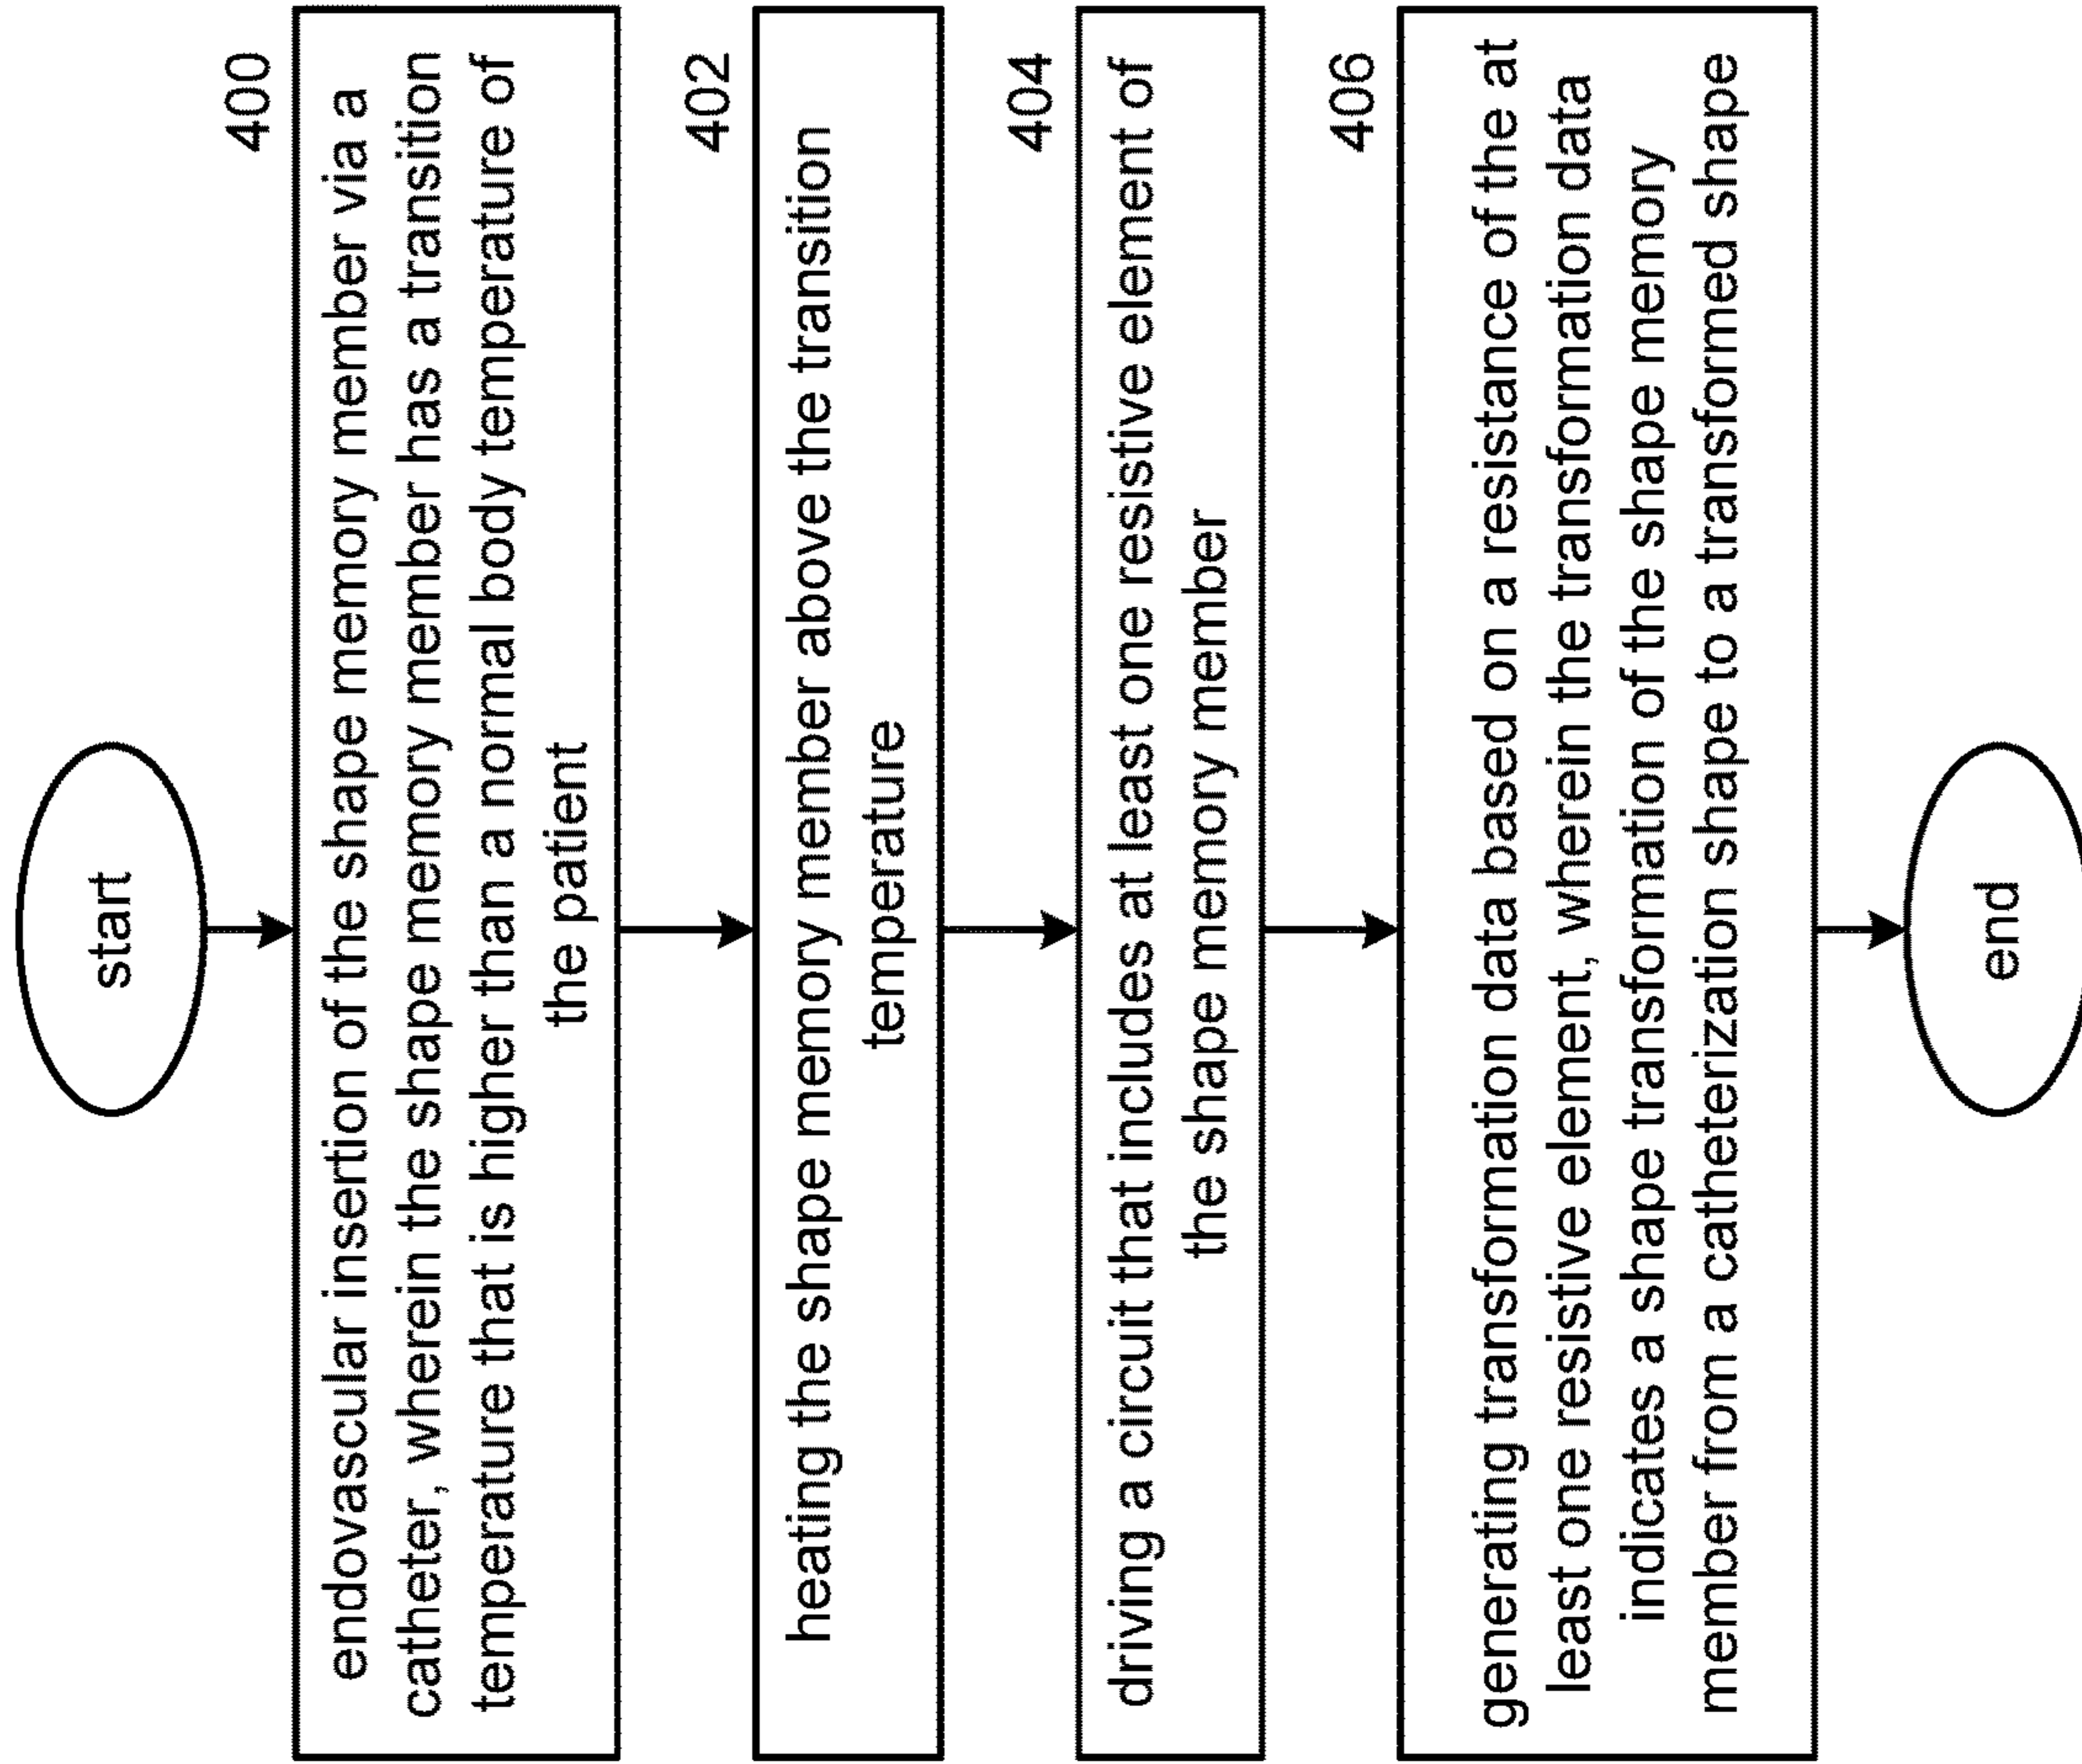 start
400
endovascular insertion of the shape memory member via a
catheter, wherein the shape memory member has a transition
temperature that is higher than a normal body temperature of
the patient
402
heating the shape memory member above the transition
temperature
404
driving a circuit that includes at least one resistive element of
the shape memory member
406
generating transformation data based on a resistance of the at
least one resistive element, wherein the transformation data
indicates a shape transformation of the shape memory
member from a catheterization shape to a transformed shape
end